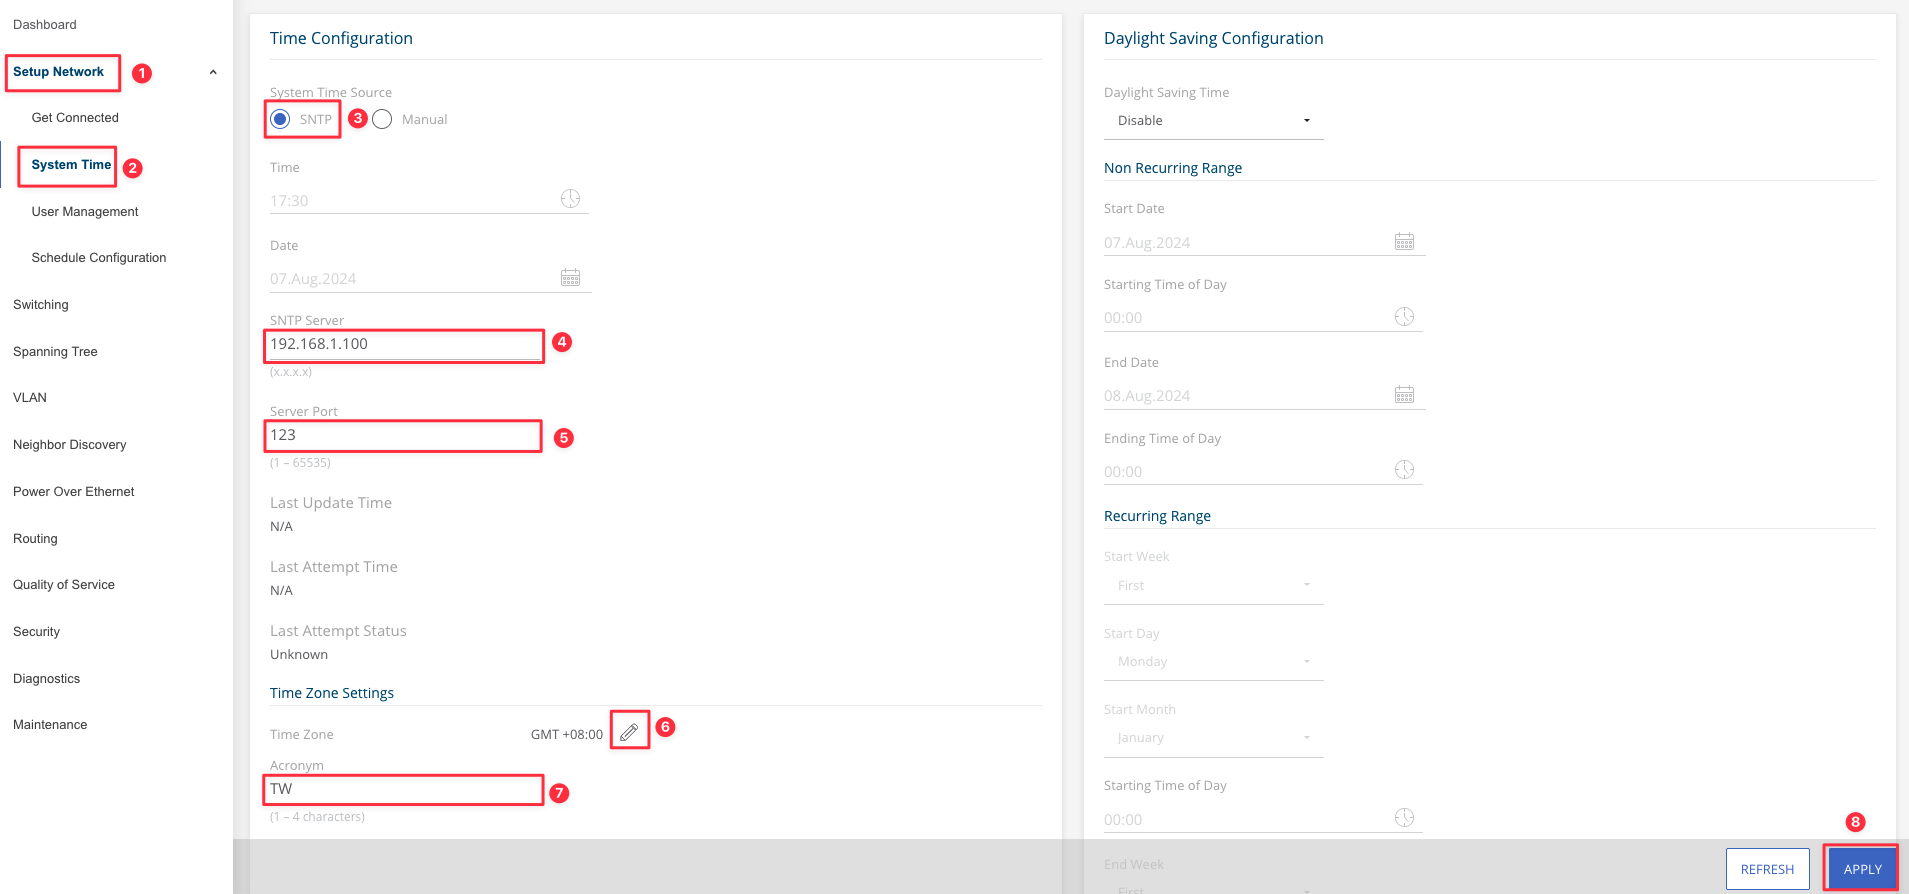 Dashboard
Setup Network
1
Get Connected
System Time
2
User Management
Schedule Configuration
Switching
Spanning Tree
VLAN
Neighbor Discovery
Power Over Ethernet
Routing
Quality of Service
Security
Diagnostics
Maintenance
Time Configuration
System Time Source
SNTP
3
Manual
Time
17:30
Date
07.Aug.2024
SNTP Server
192.168.1.100
4
(x.x.x.x)
Server Port
123
5
(1 – 65535)
Last Update Time
N/A
Last Attempt Time
N/A
Last Attempt Status
Unknown
Time Zone Settings
Time Zone
GMT +08:00
6
Acronym
TW
7
(1 – 4 characters)
Daylight Saving Configuration
Daylight Saving Time
Disable
Non Recurring Range
Start Date
07.Aug.2024
Starting Time of Day
00:00
End Date
08.Aug.2024
Ending Time of Day
00:00
Recurring Range
Start Week
First
Start Day
Monday
Start Month
January
Starting Time of Day
00:00
End Week
First
8
REFRESH
APPLY